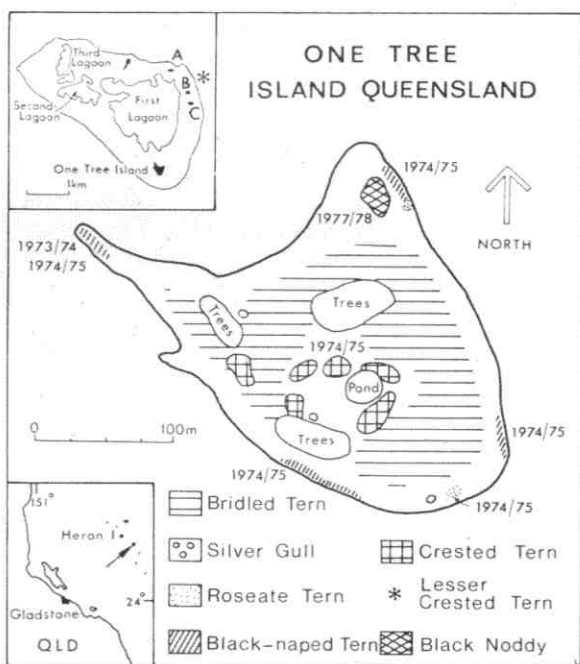 ONE TREE
ISLAND QUEENSLAND
Third
Lagoon
A
*
B
C
First
Lagoon
Second
Lagoon
One Tree Island
1km
1974/75
1977/78
NORTH
1973/74
1974/75
Trees
Trees
1974/75
Pond
0
100m
Trees
1974/75
1974/75
1974/75
Bridled Tern
Silver Gull
Crested Tern
Roseate Tern
* Lesser
Crested Tern
Black-naped Tern
Black Noddy
151°
Heron I
24°
Gladstone
QLD